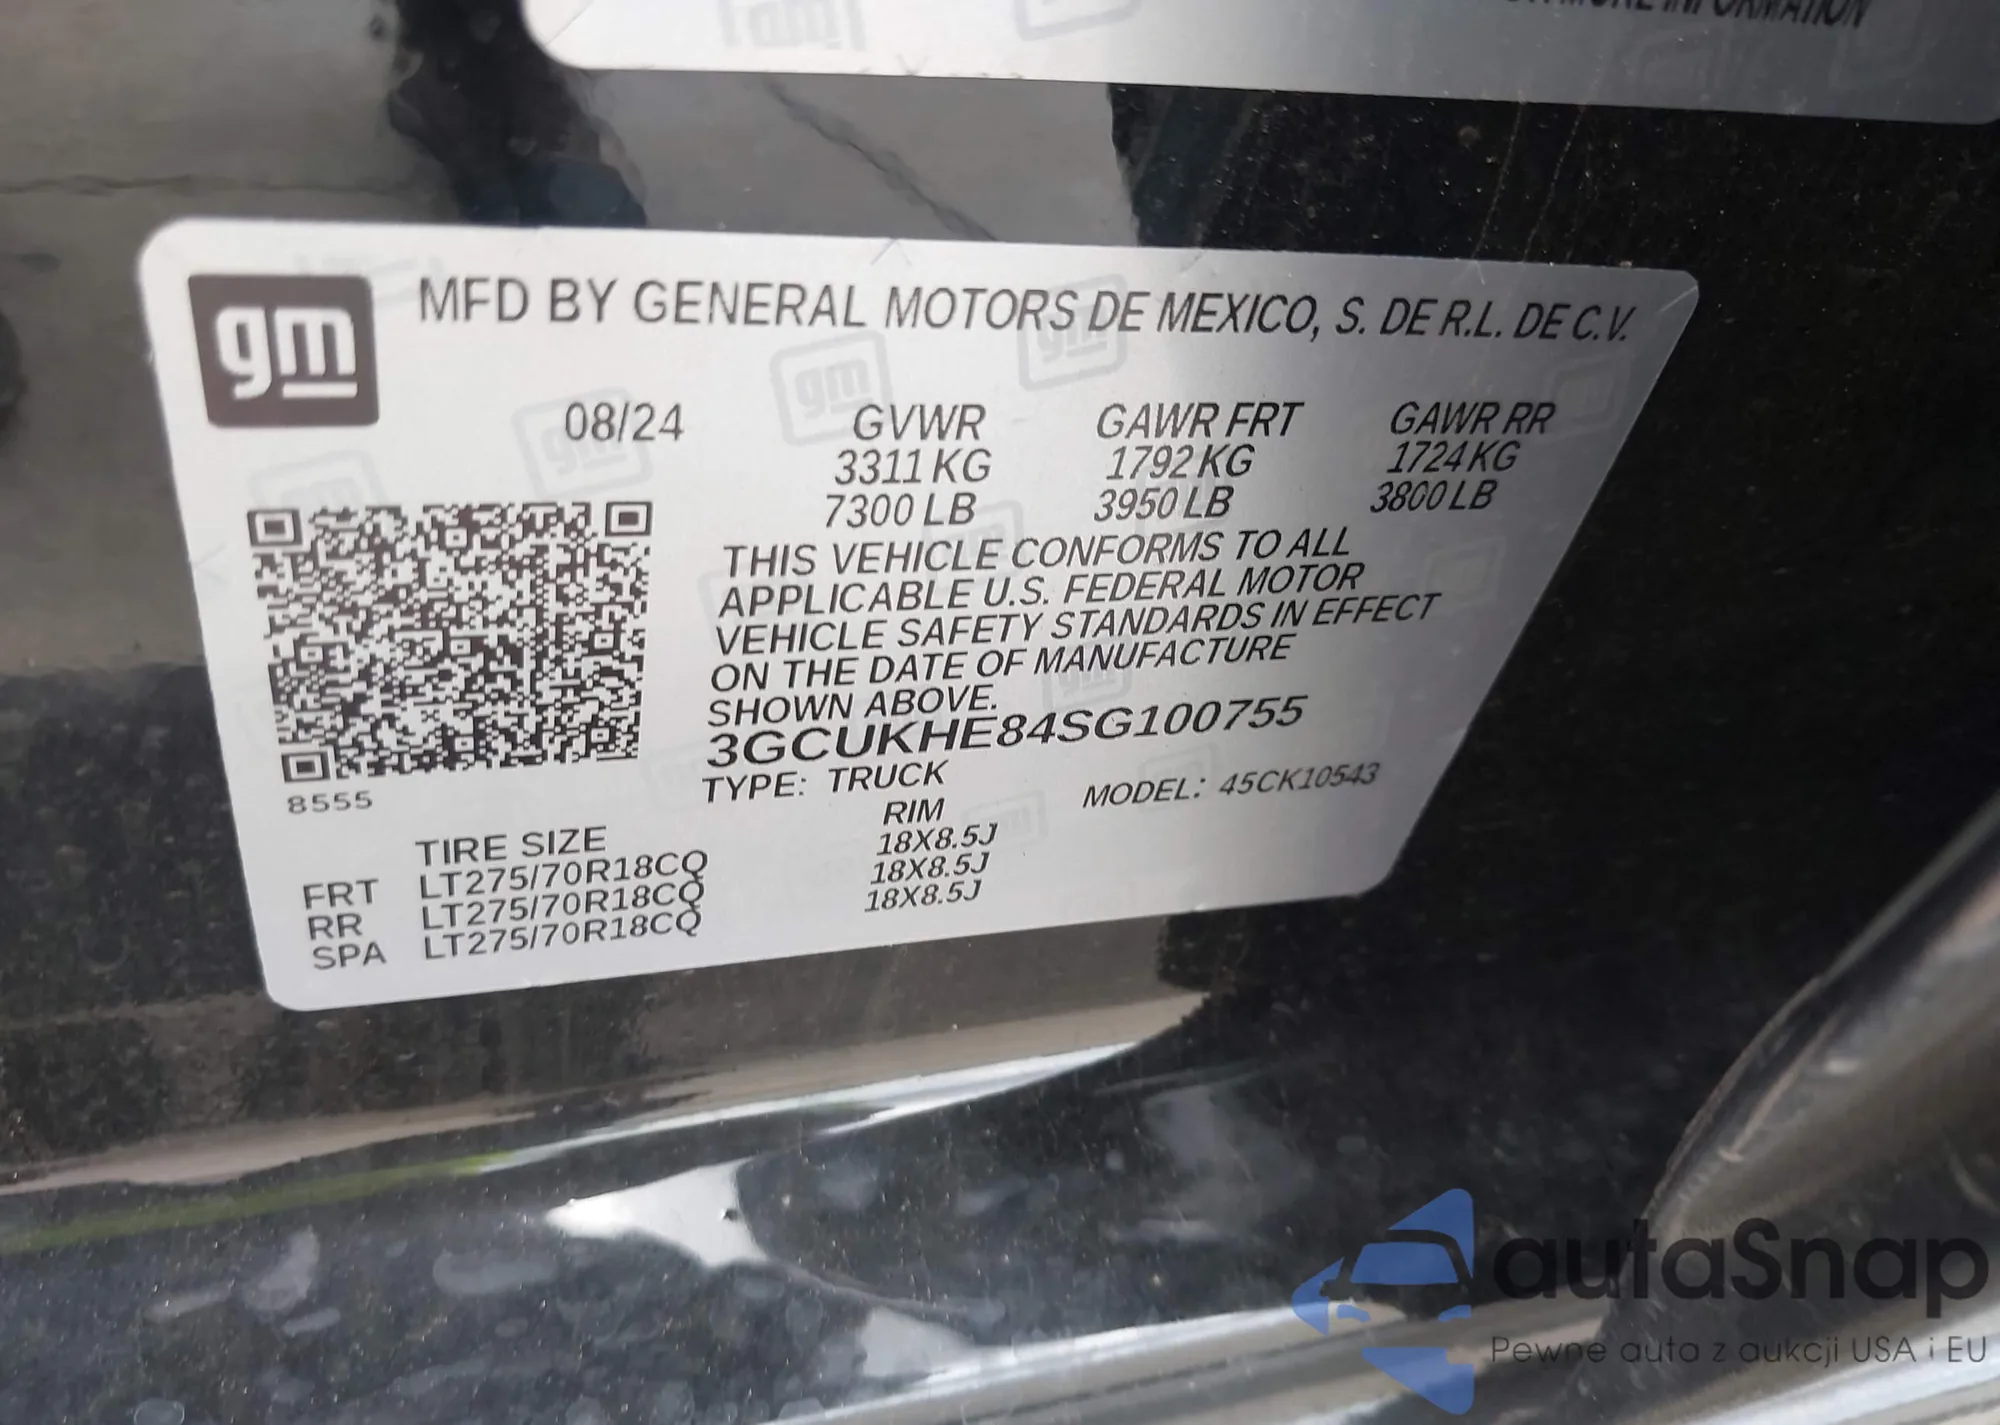 MORE INFORMATION
gm MFD BY GENERAL MOTORS DE MEXICO, S. DE R.L. DE C.V.
08/24 GVWR GAWR FRT GAWR RR
3311 KG 1792 KG 1724 KG
7300 LB 3950 LB 3800 LB
THIS VEHICLE CONFORMS TO ALL
APPLICABLE U.S. FEDERAL MOTOR
VEHICLE SAFETY STANDARDS IN EFFECT
ON THE DATE OF MANUFACTURE
SHOWN ABOVE.
3GCUKHE84SG100755
TYPE: TRUCK MODEL: 45CK10543
8555
TIRE SIZE RIM
FRT LT275/70R18CQ 18X8.5J
RR LT275/70R18CQ 18X8.5J
SPA LT275/70R18CQ 18X8.5J
autaSnap
Pewne auta z aukcji USA i EU